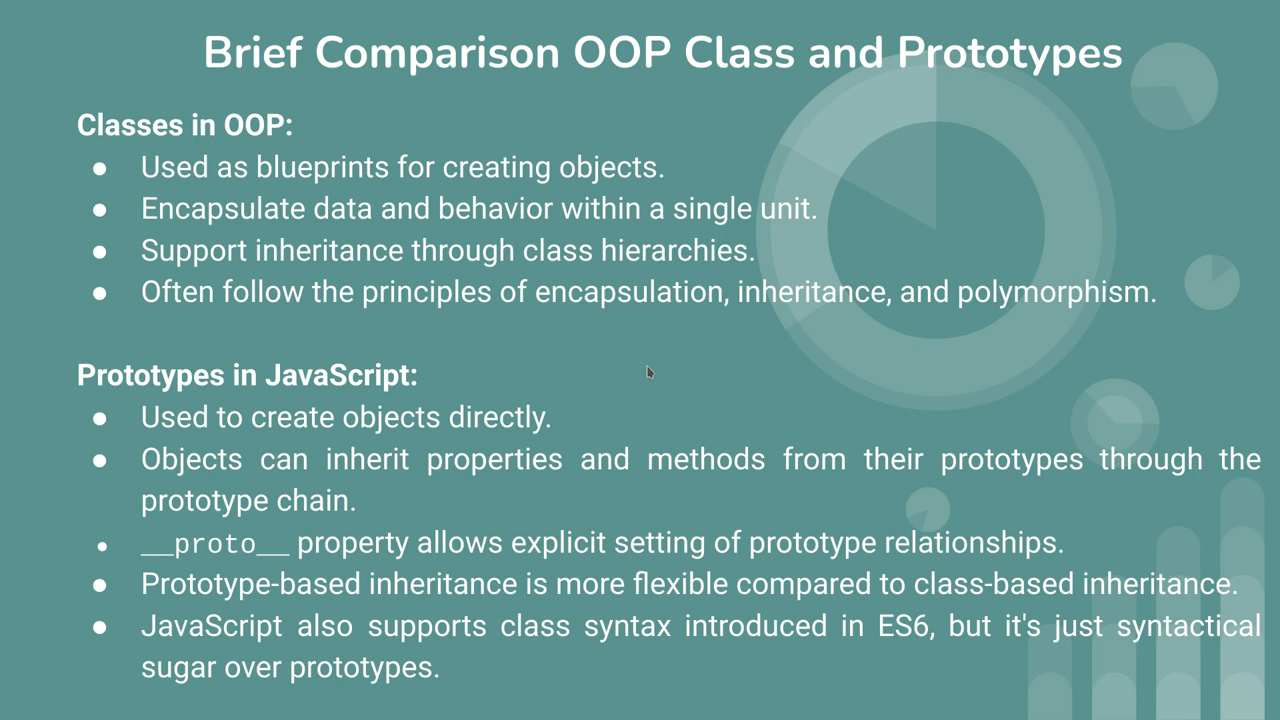 Brief Comparison OOP Class and Prototypes
Classes in OOP:
● Used as blueprints for creating objects.
● Encapsulate data and behavior within a single unit.
● Support inheritance through class hierarchies.
● Often follow the principles of encapsulation, inheritance, and polymorphism.
Prototypes in JavaScript:
● Used to create objects directly.
● Objects can inherit properties and methods from their prototypes through the
prototype chain.
● __proto__ property allows explicit setting of prototype relationships.
● Prototype-based inheritance is more flexible compared to class-based inheritance.
● JavaScript also supports class syntax introduced in ES6, but it's just syntactical
sugar over prototypes.